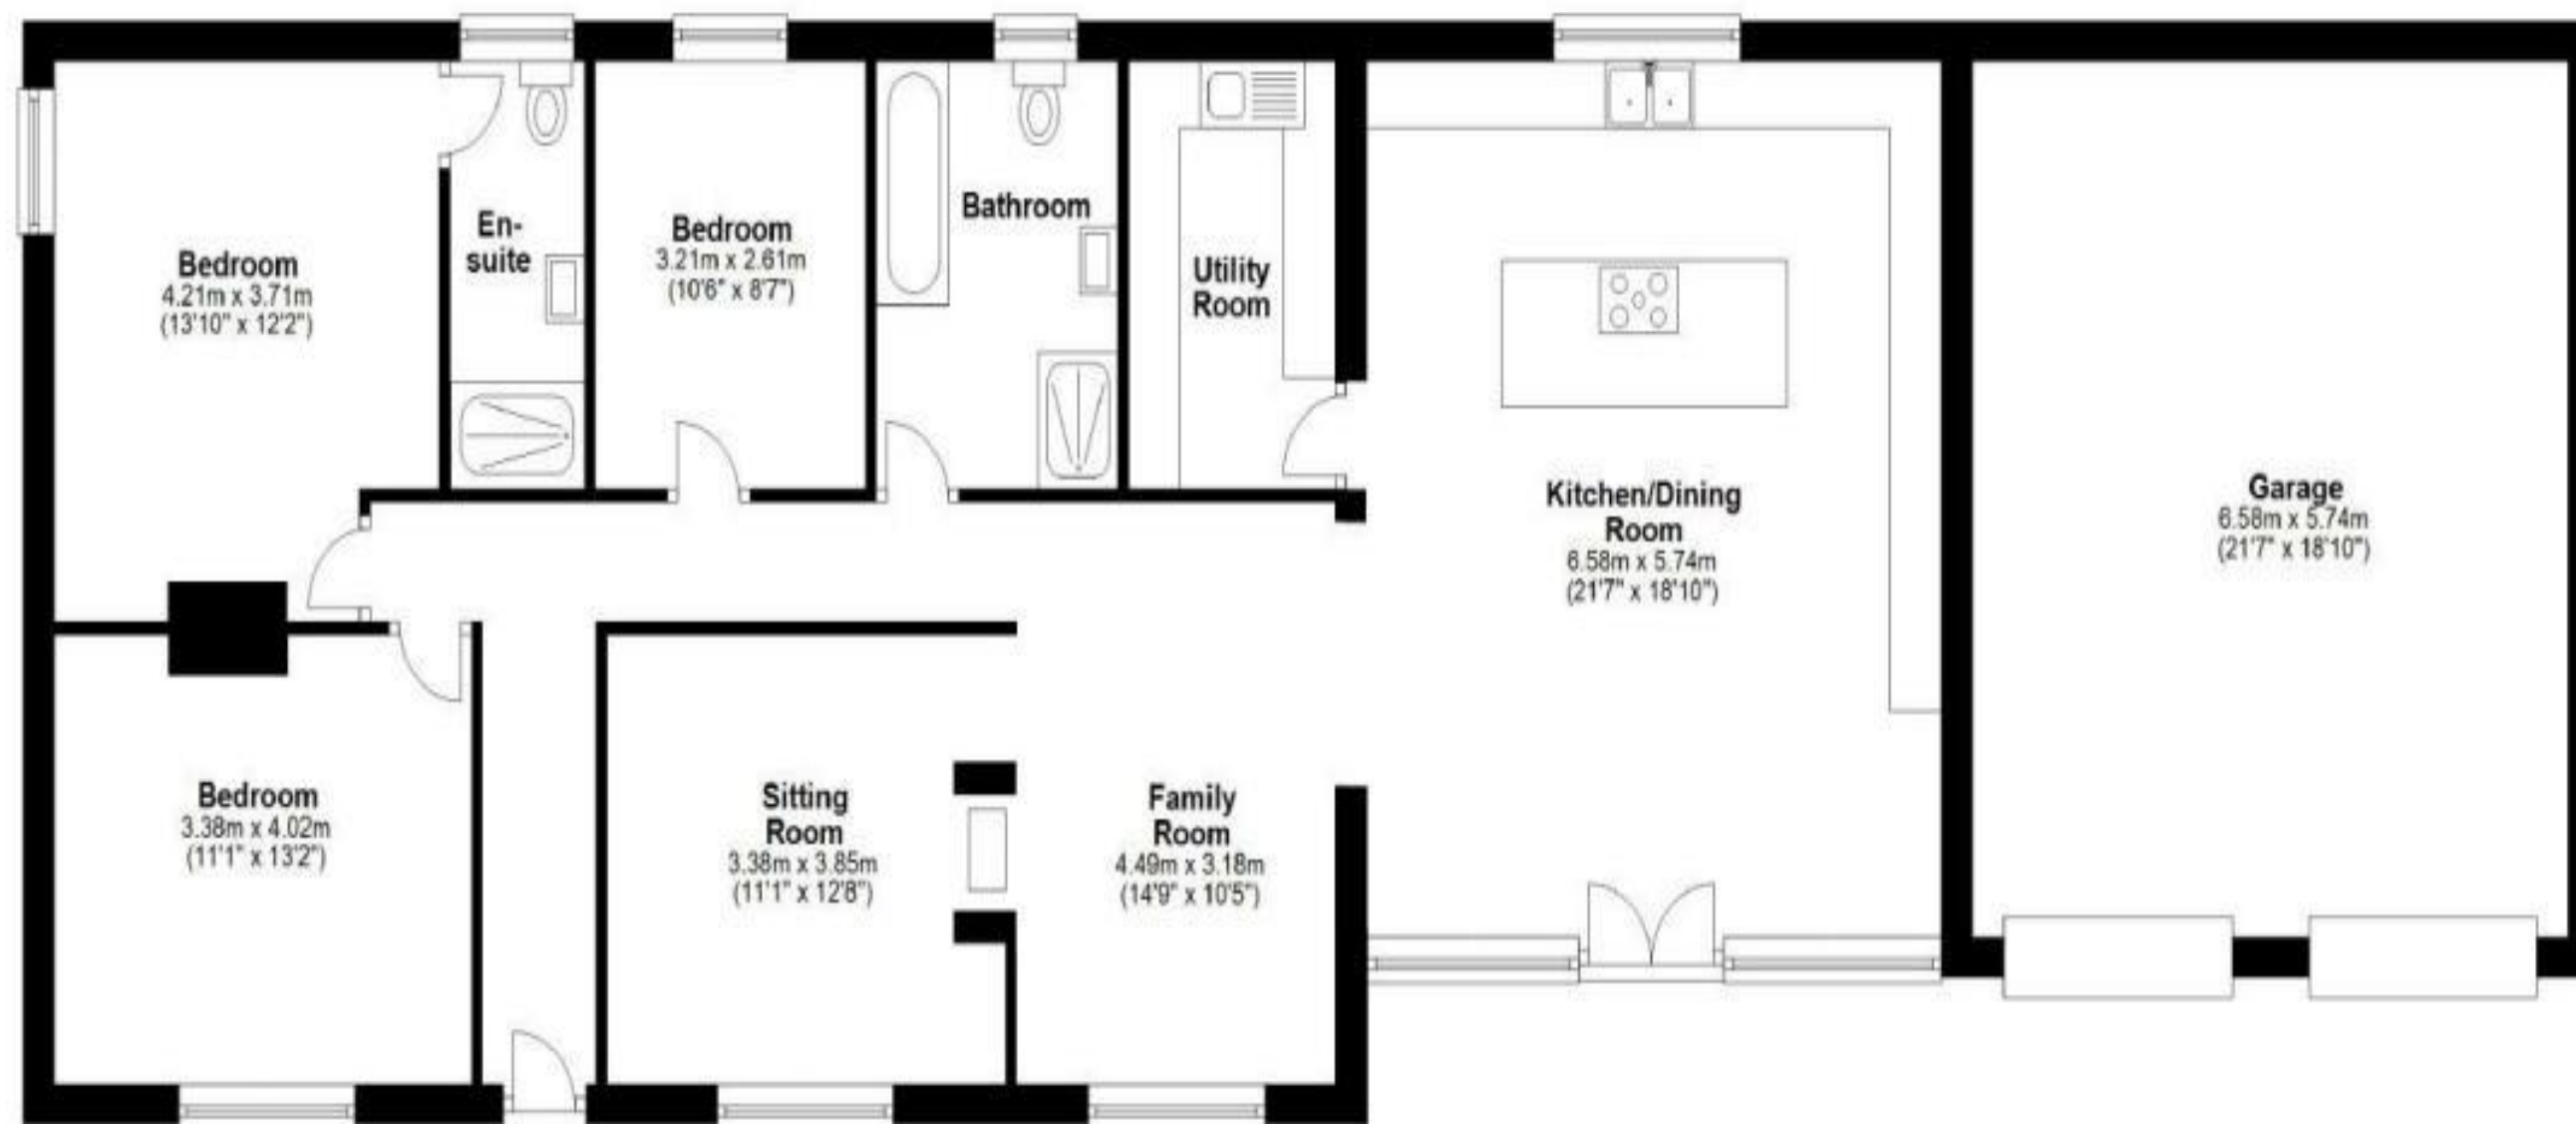 Bedroom
4.21m x 3.71m
(13'10" x 12'2")
En-
suite
Bedroom
3.21m x 2.61m
(10'6" x 8'7")
Bathroom
Utility
Room
Kitchen/Dining
Room
6.58m x 5.74m
(21'7" x 18'10")
Garage
6.58m x 5.74m
(21'7" x 18'10")
Bedroom
3.38m x 4.02m
(11'1" x 13'2")
Sitting
Room
3.38m x 3.85m
(11'1" x 12'8")
Family
Room
4.49m x 3.18m
(14'9" x 10'5")